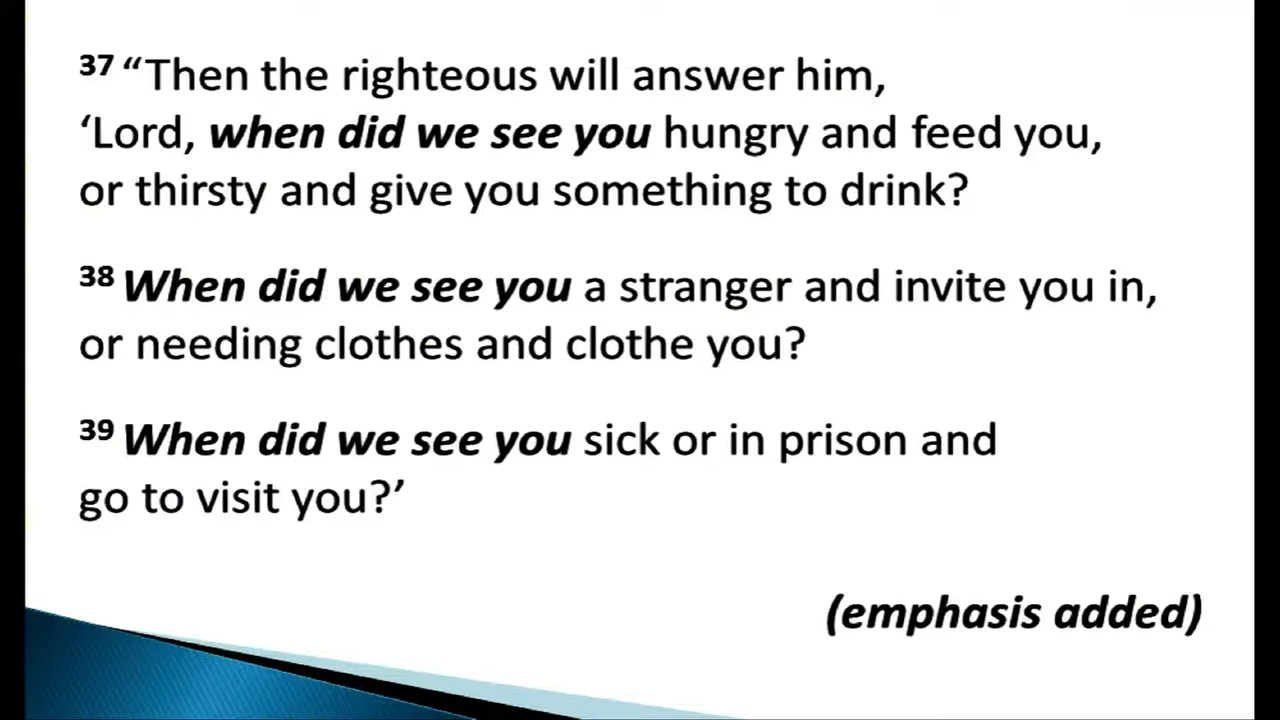 37 “Then the righteous will answer him,
‘Lord, when did we see you hungry and feed you,
or thirsty and give you something to drink?
38 When did we see you a stranger and invite you in,
or needing clothes and clothe you?
39 When did we see you sick or in prison and
go to visit you?’
(emphasis added)